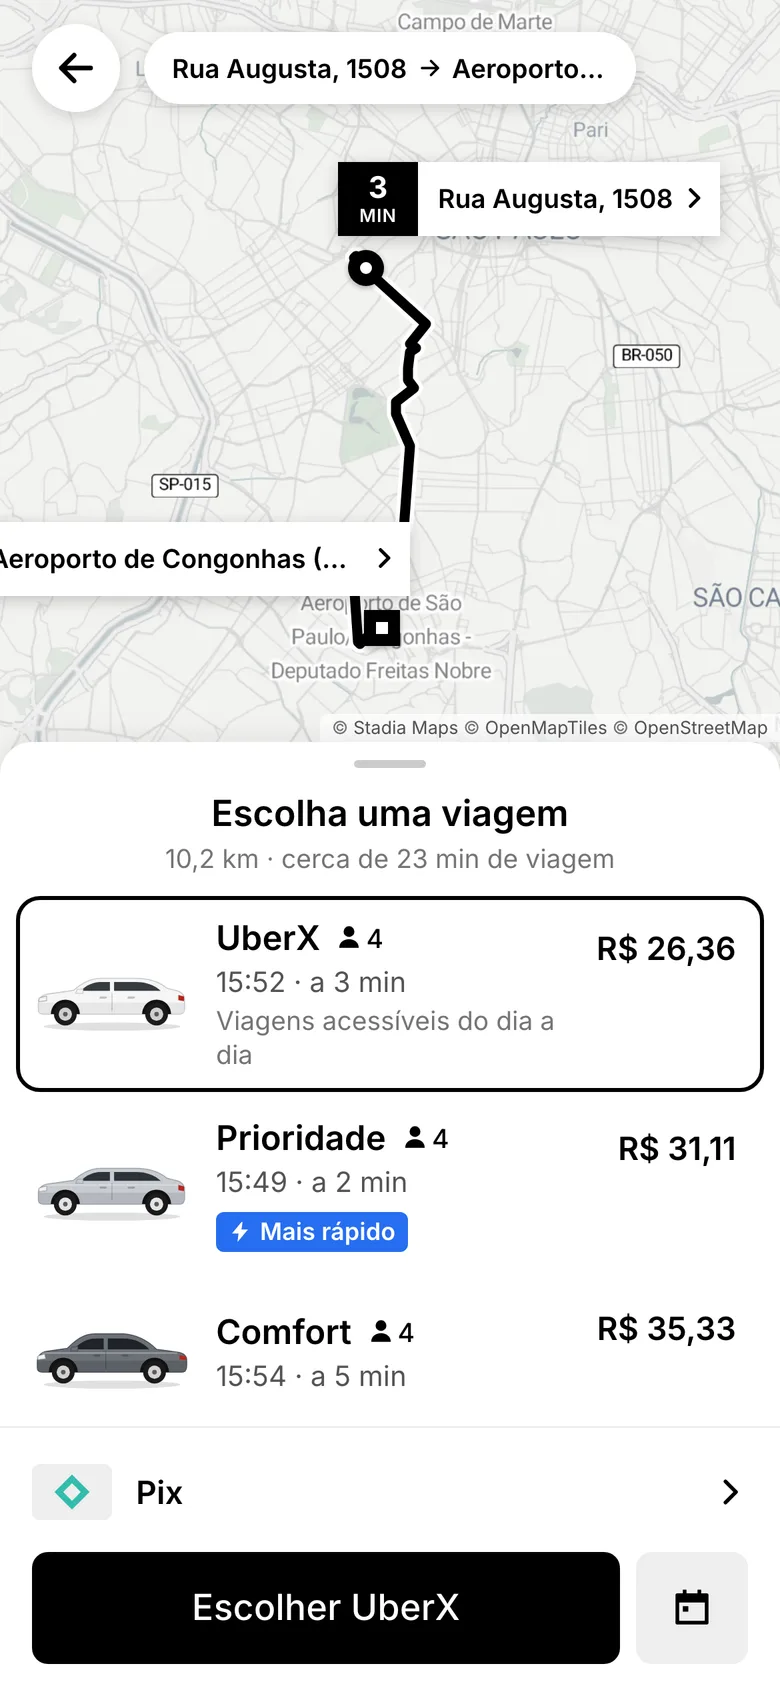 Campo de Marte
Rua Augusta, 1508 → Aeroporto...
Pari
3
MIN
Rua Augusta, 1508
BR-050
SP-015
Aeroporto de Congonhas (...
SÃO CA
Aeroporto de São
Paulo/Congonhas -
Deputado Freitas Nobre
© Stadia Maps © OpenMapTiles © OpenStreetMap
Escolha uma viagem
10,2 km · cerca de 23 min de viagem
UberX 4
R$ 26,36
15:52 · a 3 min
Viagens acessíveis do dia a
dia
Prioridade 4
R$ 31,11
15:49 · a 2 min
Mais rápido
Comfort 4
R$ 35,33
15:54 · a 5 min
Pix
Escolher UberX